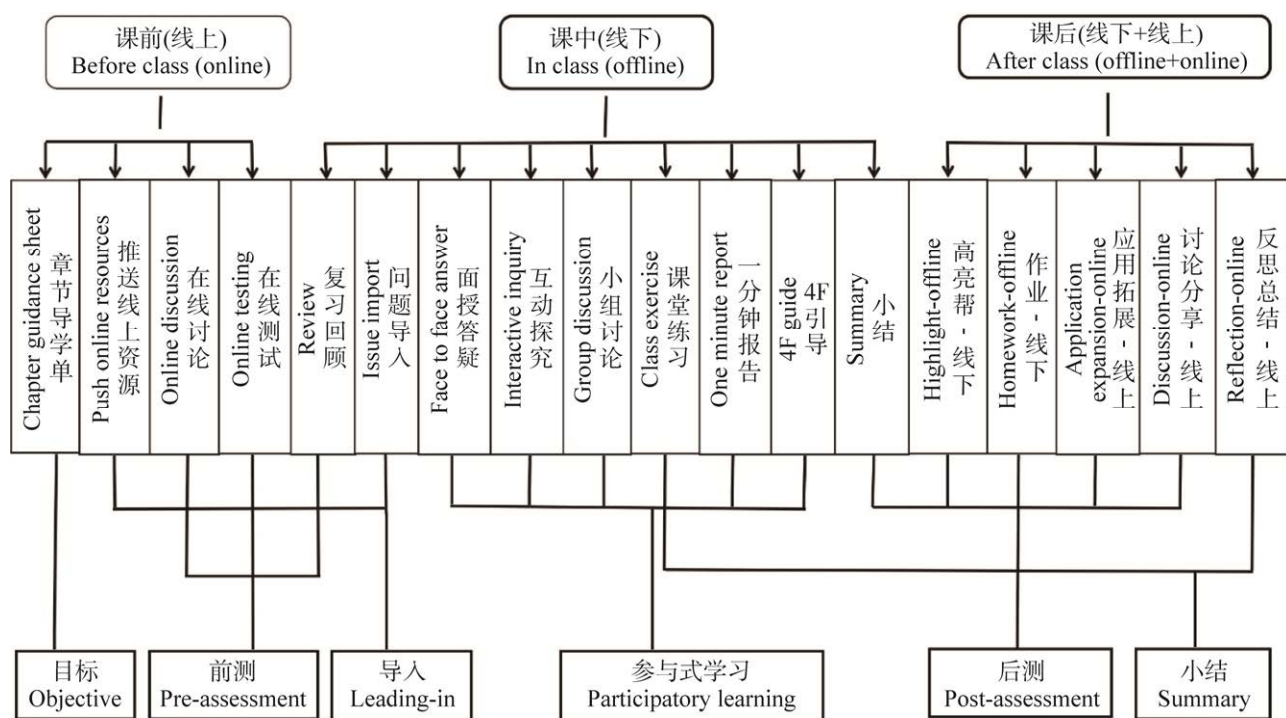 课前(线上)
Before class (online)
课中(线下)
In class (offline)
课后(线下+线上)
After class (offline+online)
Chapter guidance sheet
章节导学单
Push online resources
推送线上资源
Online discussion
在线讨论
Online testing
在线测试
Review
复习回顾
Issue import
问题导入
Face to face answer
面授答疑
Interactive inquiry
互动探究
Group discussion
小组讨论
Class exercise
课堂练习
One minute report
一分钟报告
4F guide
4F引导
Summary
小结
Highlight-offline
高亮帮-线下
Homework-offline
作业-线下
Application
expansion-online
应用拓展-线上
Discussion-online
讨论分享-线上
Reflection-online
反思总结-线上
目标
Objective
前测
Pre-assessment
导入
Leading-in
参与式学习
Participatory learning
后测
Post-assessment
小结
Summary